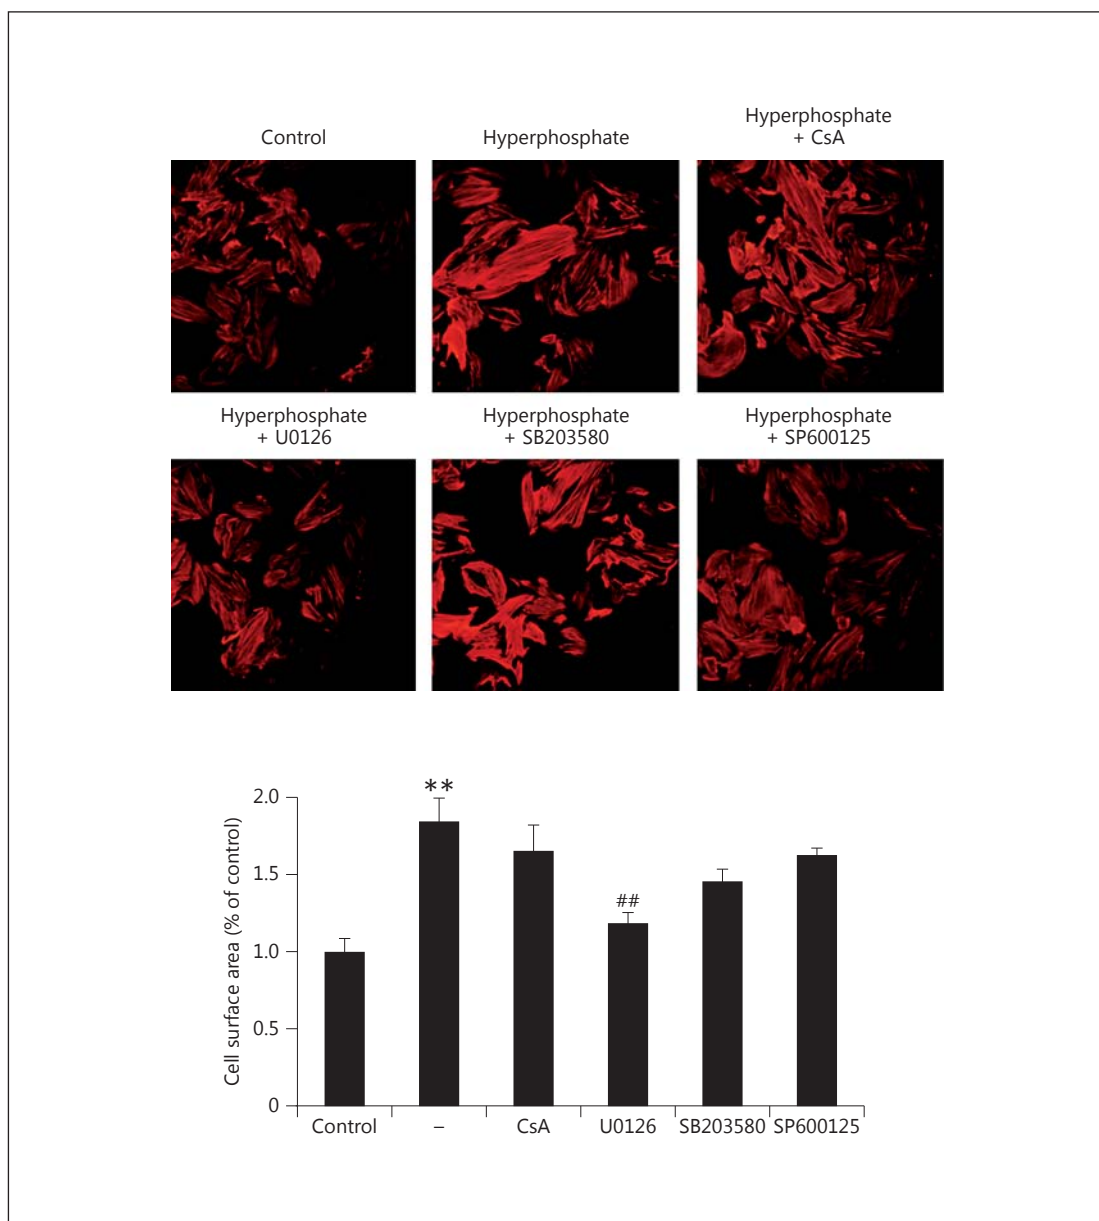 Control
Hyperphosphate
Hyperphosphate
+ CsA
Hyperphosphate
+ U0126
Hyperphosphate
+ SB203580
Hyperphosphate
+ SP600125
Cell surface area (% of control)
2.0
1.5
1.0
0.5
0
**
##
Control
–
CsA
U0126
SB203580
SP600125